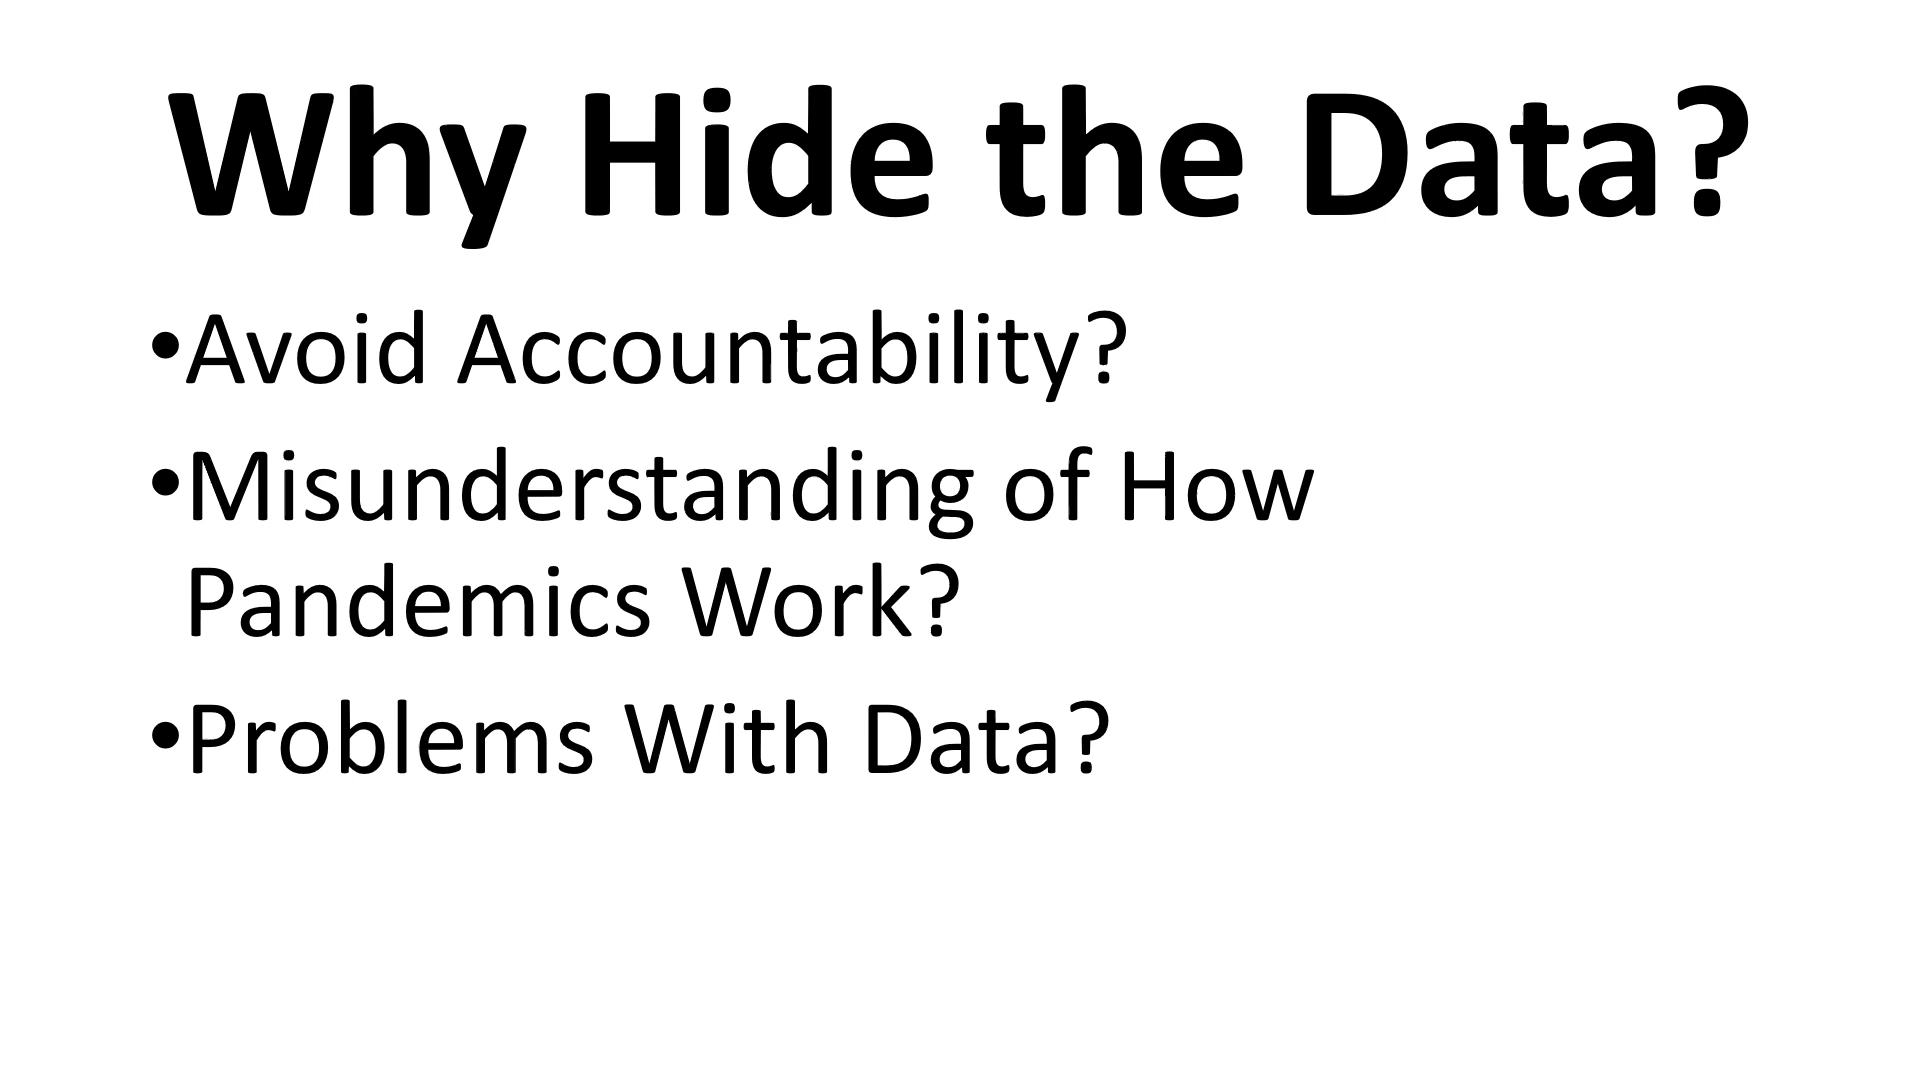 Why Hide the Data?
•Avoid Accountability?
•Misunderstanding of How
Pandemics Work?
•Problems With Data?